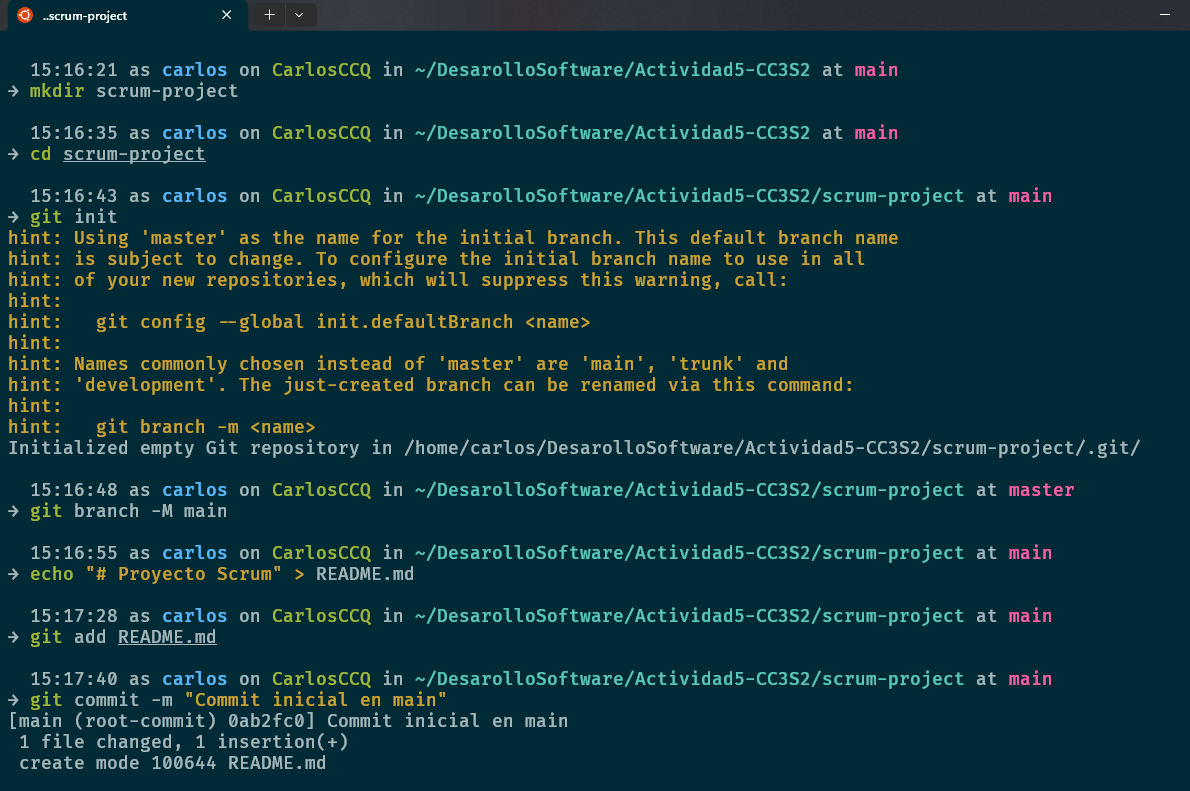 ..scrum-project
15:16:21 as carlos on CarlosCCQ in ~/DesarolloSoftware/Actividad5-CC3S2 at main
→ mkdir scrum-project
15:16:35 as carlos on CarlosCCQ in ~/DesarolloSoftware/Actividad5-CC3S2 at main
→ cd scrum-project
15:16:43 as carlos on CarlosCCQ in ~/DesarolloSoftware/Actividad5-CC3S2/scrum-project at main
→ git init
hint: Using 'master' as the name for the initial branch. This default branch name
hint: is subject to change. To configure the initial branch name to use in all
hint: of your new repositories, which will suppress this warning, call:
hint:
hint:   git config --global init.defaultBranch <name>
hint:
hint: Names commonly chosen instead of 'master' are 'main', 'trunk' and
hint: 'development'. The just-created branch can be renamed via this command:
hint:
hint:   git branch -m <name>
Initialized empty Git repository in /home/carlos/DesarolloSoftware/Actividad5-CC3S2/scrum-project/.git/
15:16:48 as carlos on CarlosCCQ in ~/DesarolloSoftware/Actividad5-CC3S2/scrum-project at master
→ git branch -M main
15:16:55 as carlos on CarlosCCQ in ~/DesarolloSoftware/Actividad5-CC3S2/scrum-project at main
→ echo "# Proyecto Scrum" > README.md
15:17:28 as carlos on CarlosCCQ in ~/DesarolloSoftware/Actividad5-CC3S2/scrum-project at main
→ git add README.md
15:17:40 as carlos on CarlosCCQ in ~/DesarolloSoftware/Actividad5-CC3S2/scrum-project at main
→ git commit -m "Commit inicial en main"
[main (root-commit) 0ab2fc0] Commit inicial en main
1 file changed, 1 insertion(+)
create mode 100644 README.md